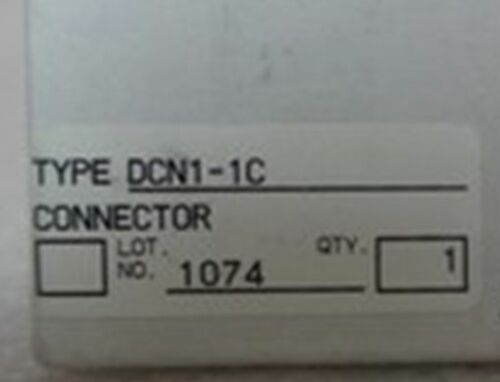 TYPE DCN1-1C
CONNECTOR
LOT. NO. 1074 QTY. 1